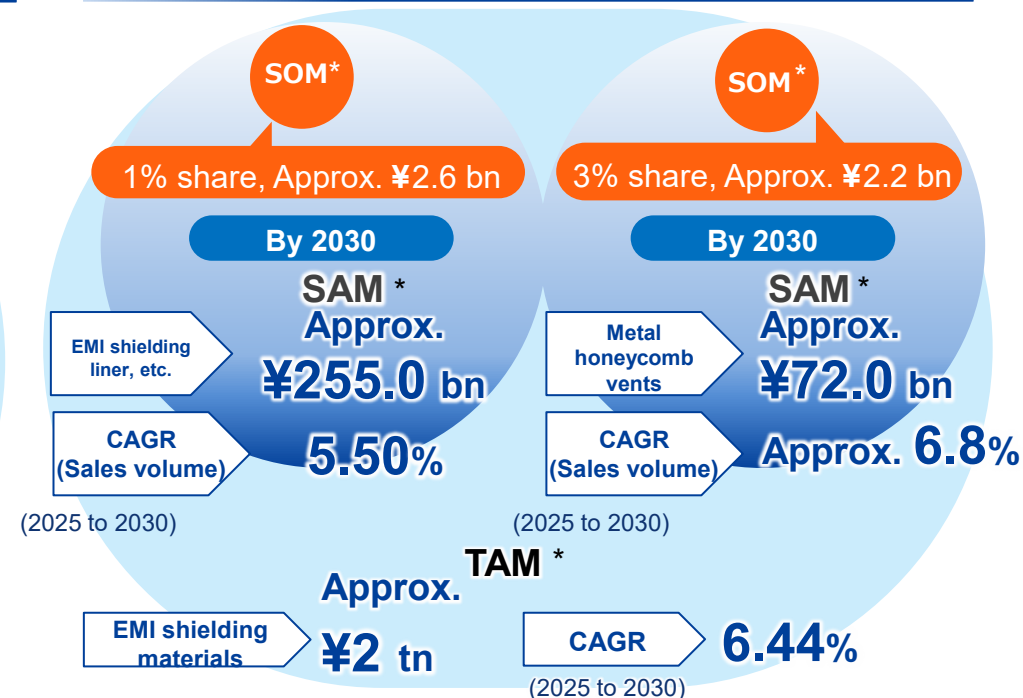 SOM*
1% share, Approx. ¥2.6 bn
By 2030
SAM *
EMI shielding
liner, etc.
Approx.
¥255.0 bn
CAGR
(Sales volume)
5.50%
(2025 to 2030)
SOM*
3% share, Approx. ¥2.2 bn
By 2030
SAM *
Metal
honeycomb
vents
Approx.
¥72.0 bn
CAGR
(Sales volume)
Approx. 6.8%
(2025 to 2030)
TAM *
EMI shielding
materials
Approx.
¥2 tn
CAGR
6.44%
(2025 to 2030)